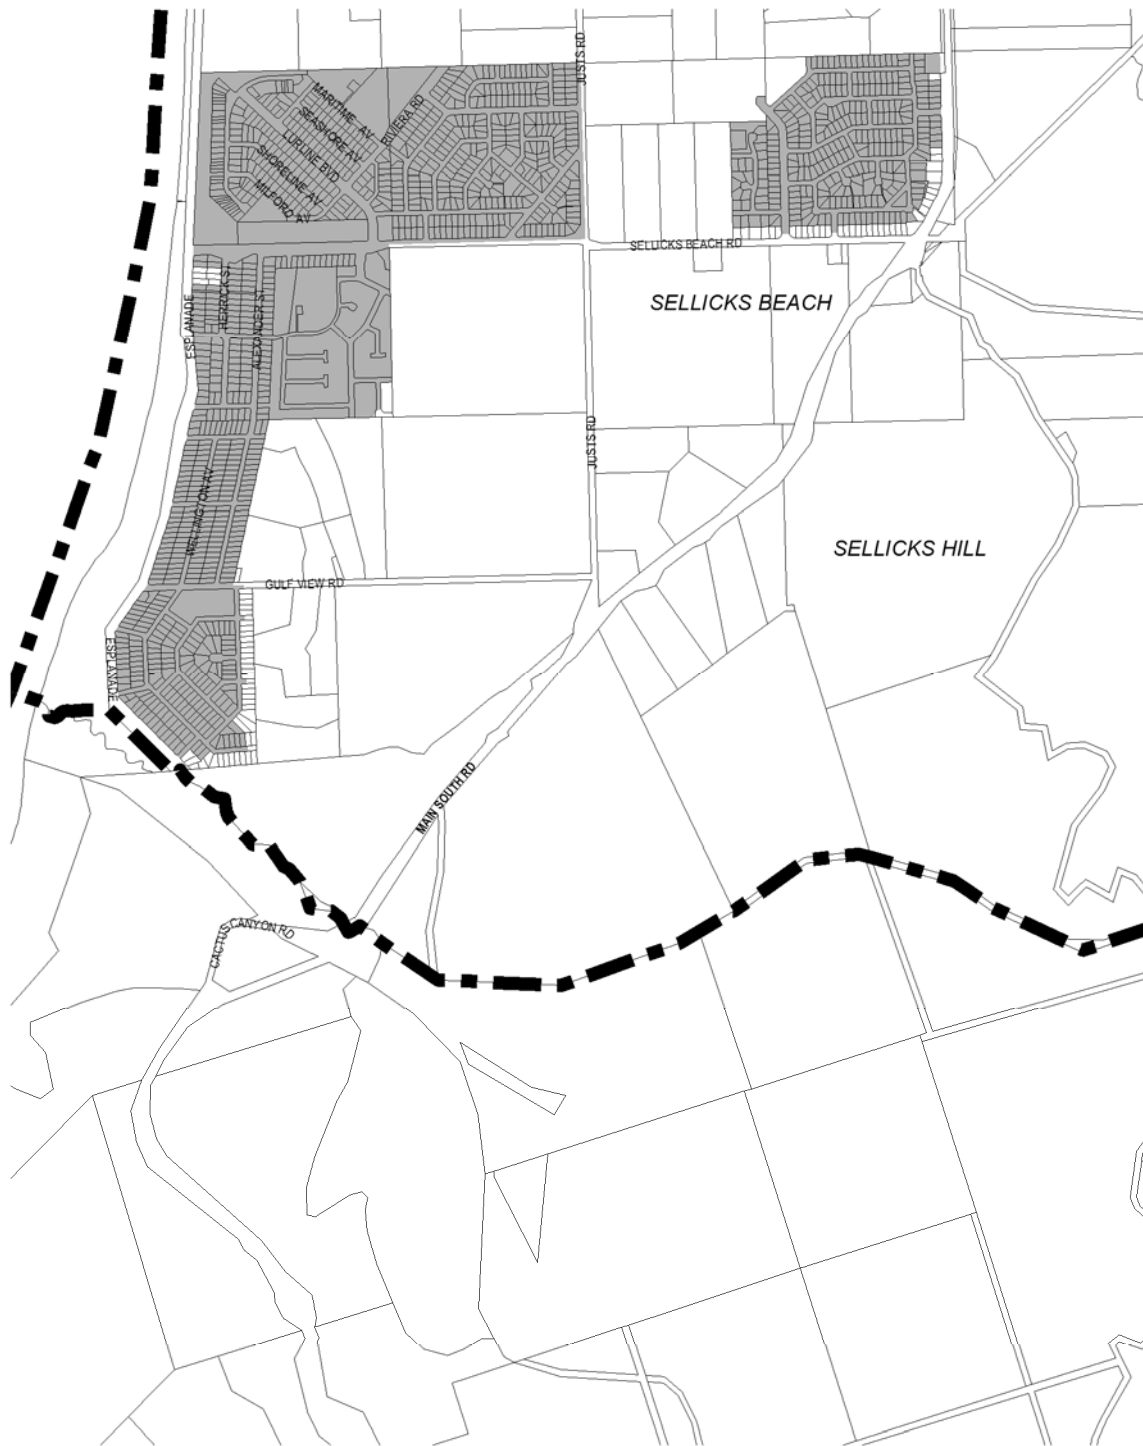 JUSTS RD
MARITIME AV
SEASHORE AV
RIVIERA RD
LURLINE BVD
SHORELINE AV
MILFORD AV
SELLICKS BEACH RD
HERRICK ST
ESPLANADE
ALEXANDER ST
SELLICKS BEACH
JUSTS RD
WELLINGTON AV
SELLICKS HILL
GULF VIEW RD
ESPLANADE
MAIN SOUTH RD
CACTUS CANYON RD